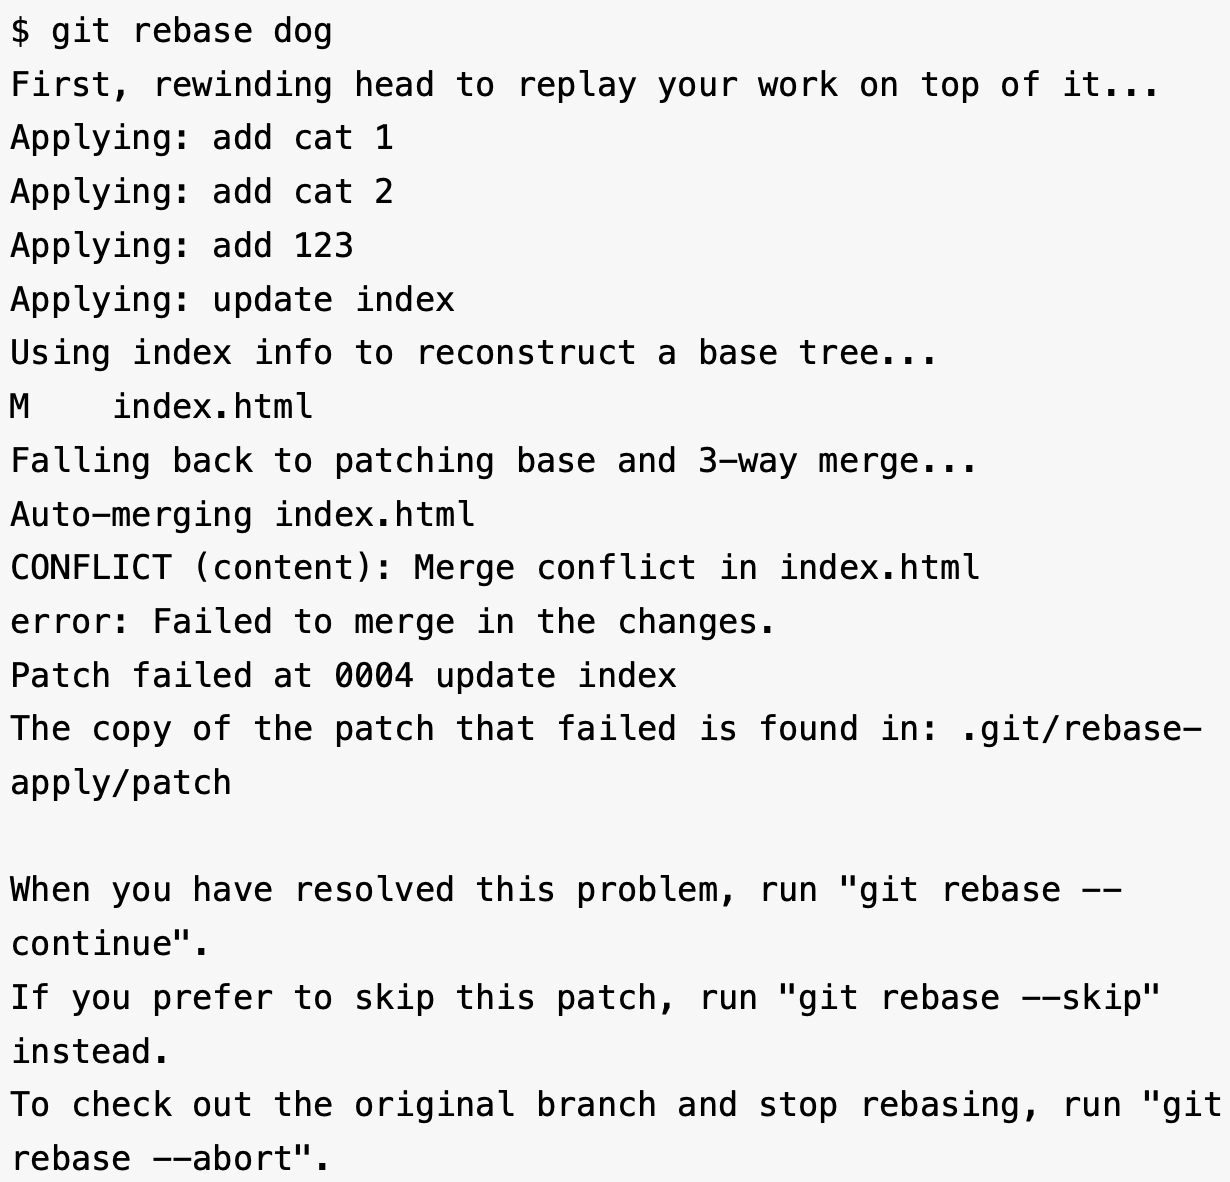 $ git rebase dog
First, rewinding head to replay your work on top of it...
Applying: add cat 1
Applying: add cat 2
Applying: add 123
Applying: update index
Using index info to reconstruct a base tree...
M    index.html
Falling back to patching base and 3-way merge...
Auto-merging index.html
CONFLICT (content): Merge conflict in index.html
error: Failed to merge in the changes.
Patch failed at 0004 update index
The copy of the patch that failed is found in: .git/rebase-
apply/patch

When you have resolved this problem, run "git rebase --
continue".
If you prefer to skip this patch, run "git rebase --skip"
instead.
To check out the original branch and stop rebasing, run "git
rebase --abort".